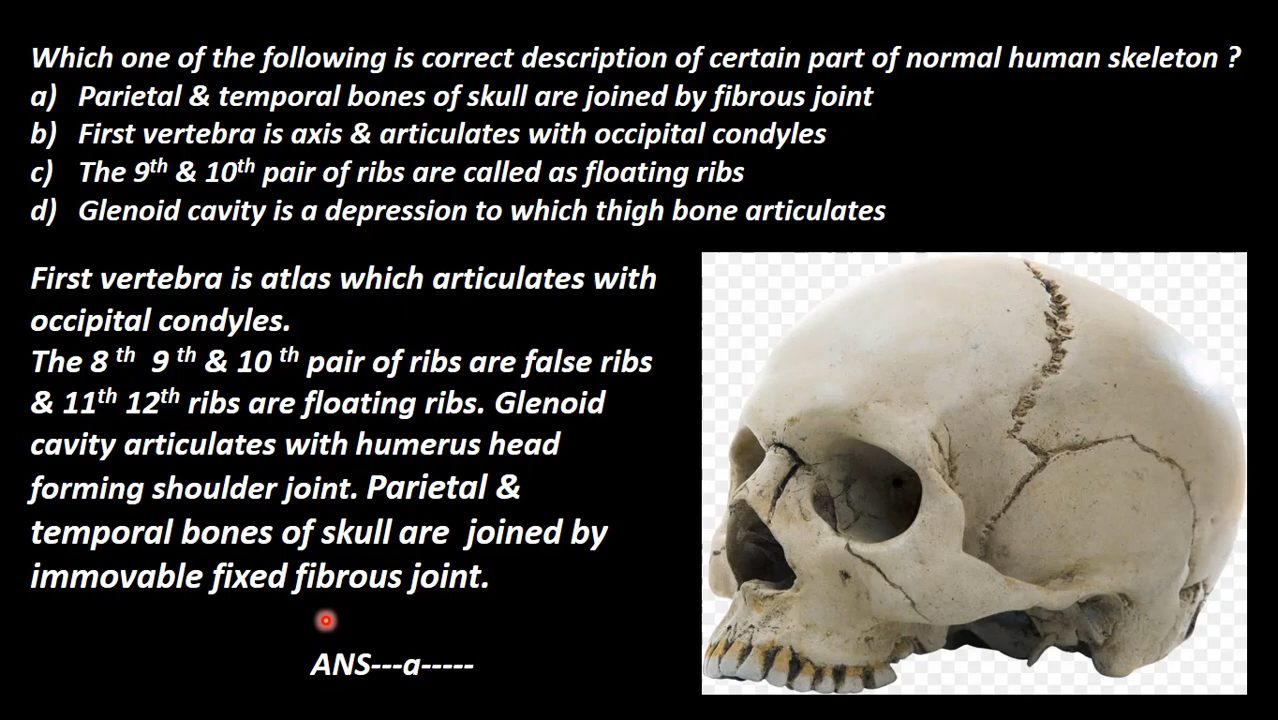 Which one of the following is correct description of certain part of normal human skeleton ?
a) Parietal & temporal bones of skull are joined by fibrous joint
b) First vertebra is axis & articulates with occipital condyles
c) The 9th & 10th pair of ribs are called as floating ribs
d) Glenoid cavity is a depression to which thigh bone articulates
First vertebra is atlas which articulates with
occipital condyles.
The 8 th 9 th & 10 th pair of ribs are false ribs
& 11th 12th ribs are floating ribs. Glenoid
cavity articulates with humerus head
forming shoulder joint. Parietal &
temporal bones of skull are joined by
immovable fixed fibrous joint.
ANS---a-----